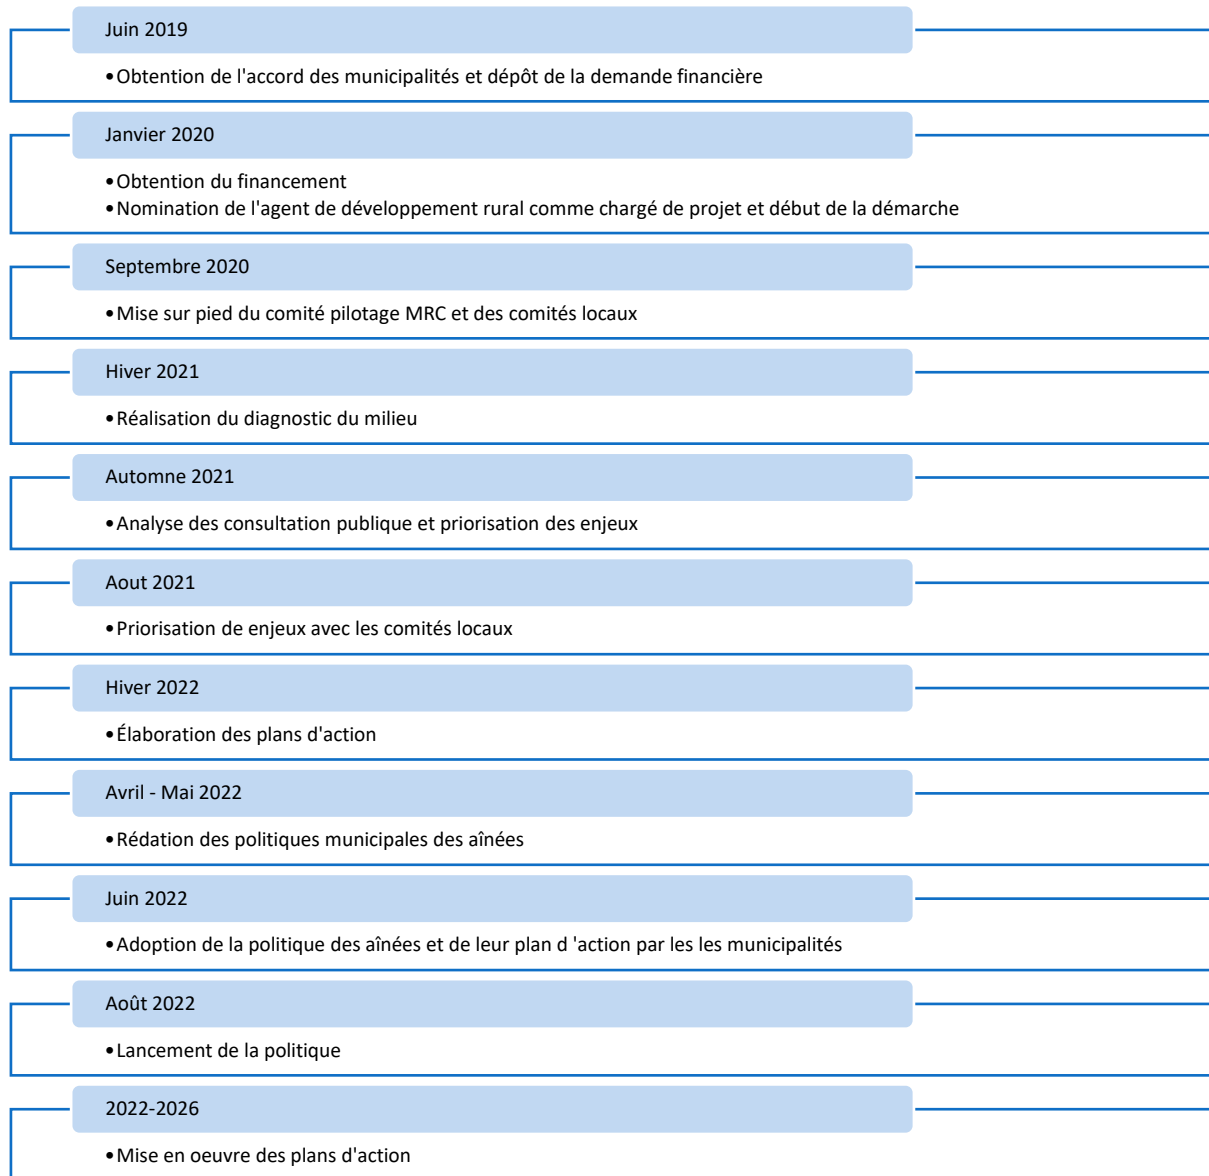 Juin 2019
•Obtention de l'accord des municipalités et dépôt de la demande financière
Janvier 2020
•Obtention du financement
•Nomination de l'agent de développement rural comme chargé de projet et début de la démarche
Septembre 2020
•Mise sur pied du comité pilotage MRC et des comités locaux
Hiver 2021
•Réalisation du diagnostic du milieu
Automne 2021
•Analyse des consultation publique et priorisation des enjeux
Aout 2021
•Priorisation de enjeux avec les comités locaux
Hiver 2022
•Élaboration des plans d'action
Avril - Mai 2022
•Rédation des politiques municipales des aînées
Juin 2022
•Adoption de la politique des aînées et de leur plan d 'action par les les municipalités
Août 2022
•Lancement de la politique
2022-2026
•Mise en oeuvre des plans d'action